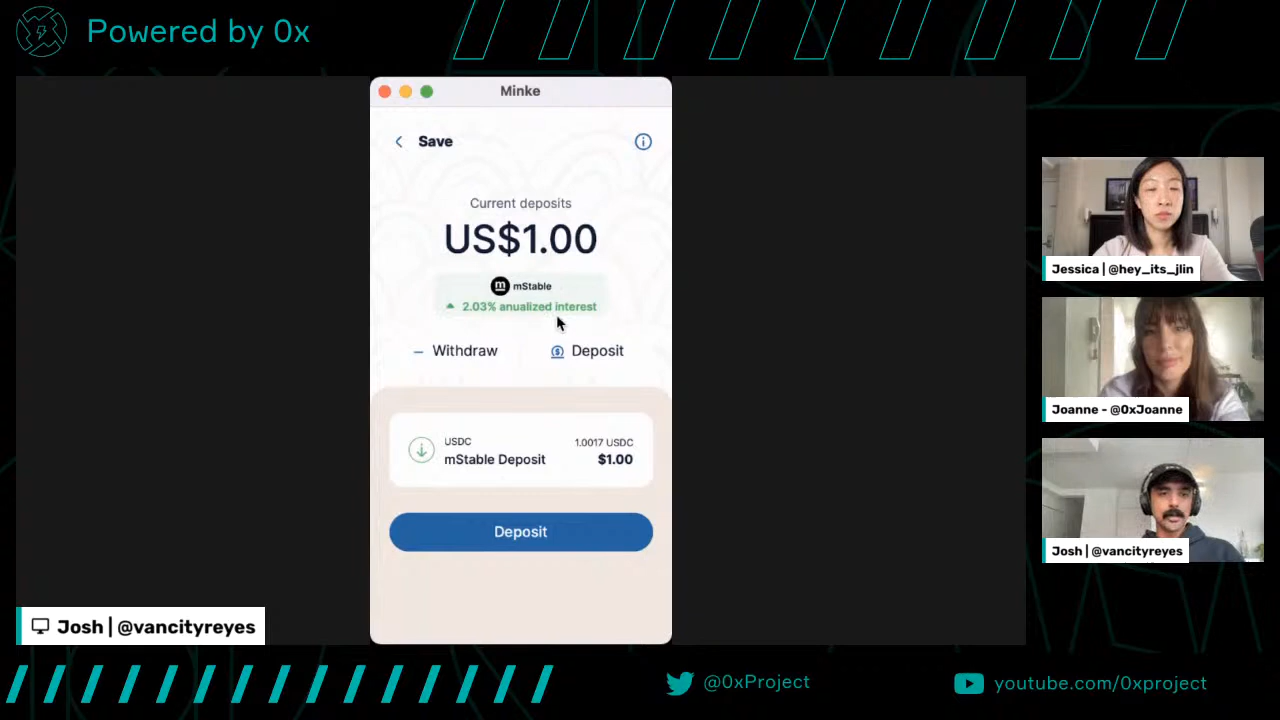 Powered by 0x
Minke
Save
Current deposits
US$1.00
mStable
2.03% anualized interest
Withdraw
Deposit
USDC
1.0017 USDC
mStable Deposit
$1.00
Deposit
Jessica | @hey_its_jlin
Joanne - @0xJoanne
Josh | @vancityreyes
Josh | @vancityreyes
@0xProject
youtube.com/0xproject